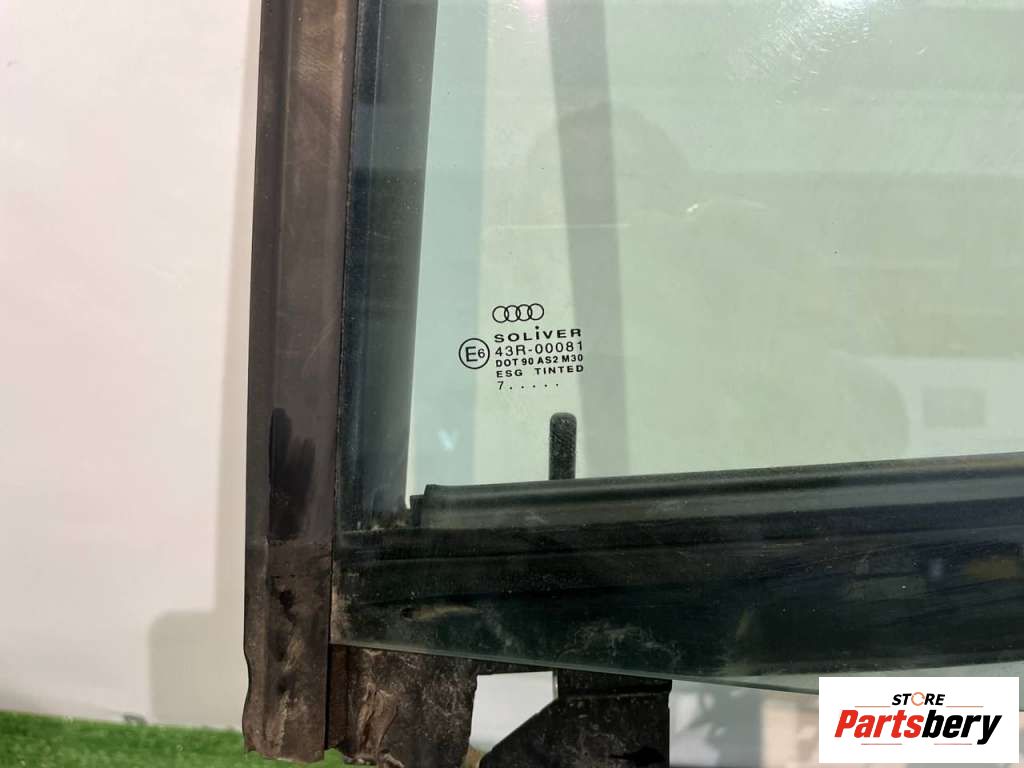 SOLiVER
E6 43R-00081
DOT 90 AS2 M30
ESG TINTED
7.....
STORE
Partsbery